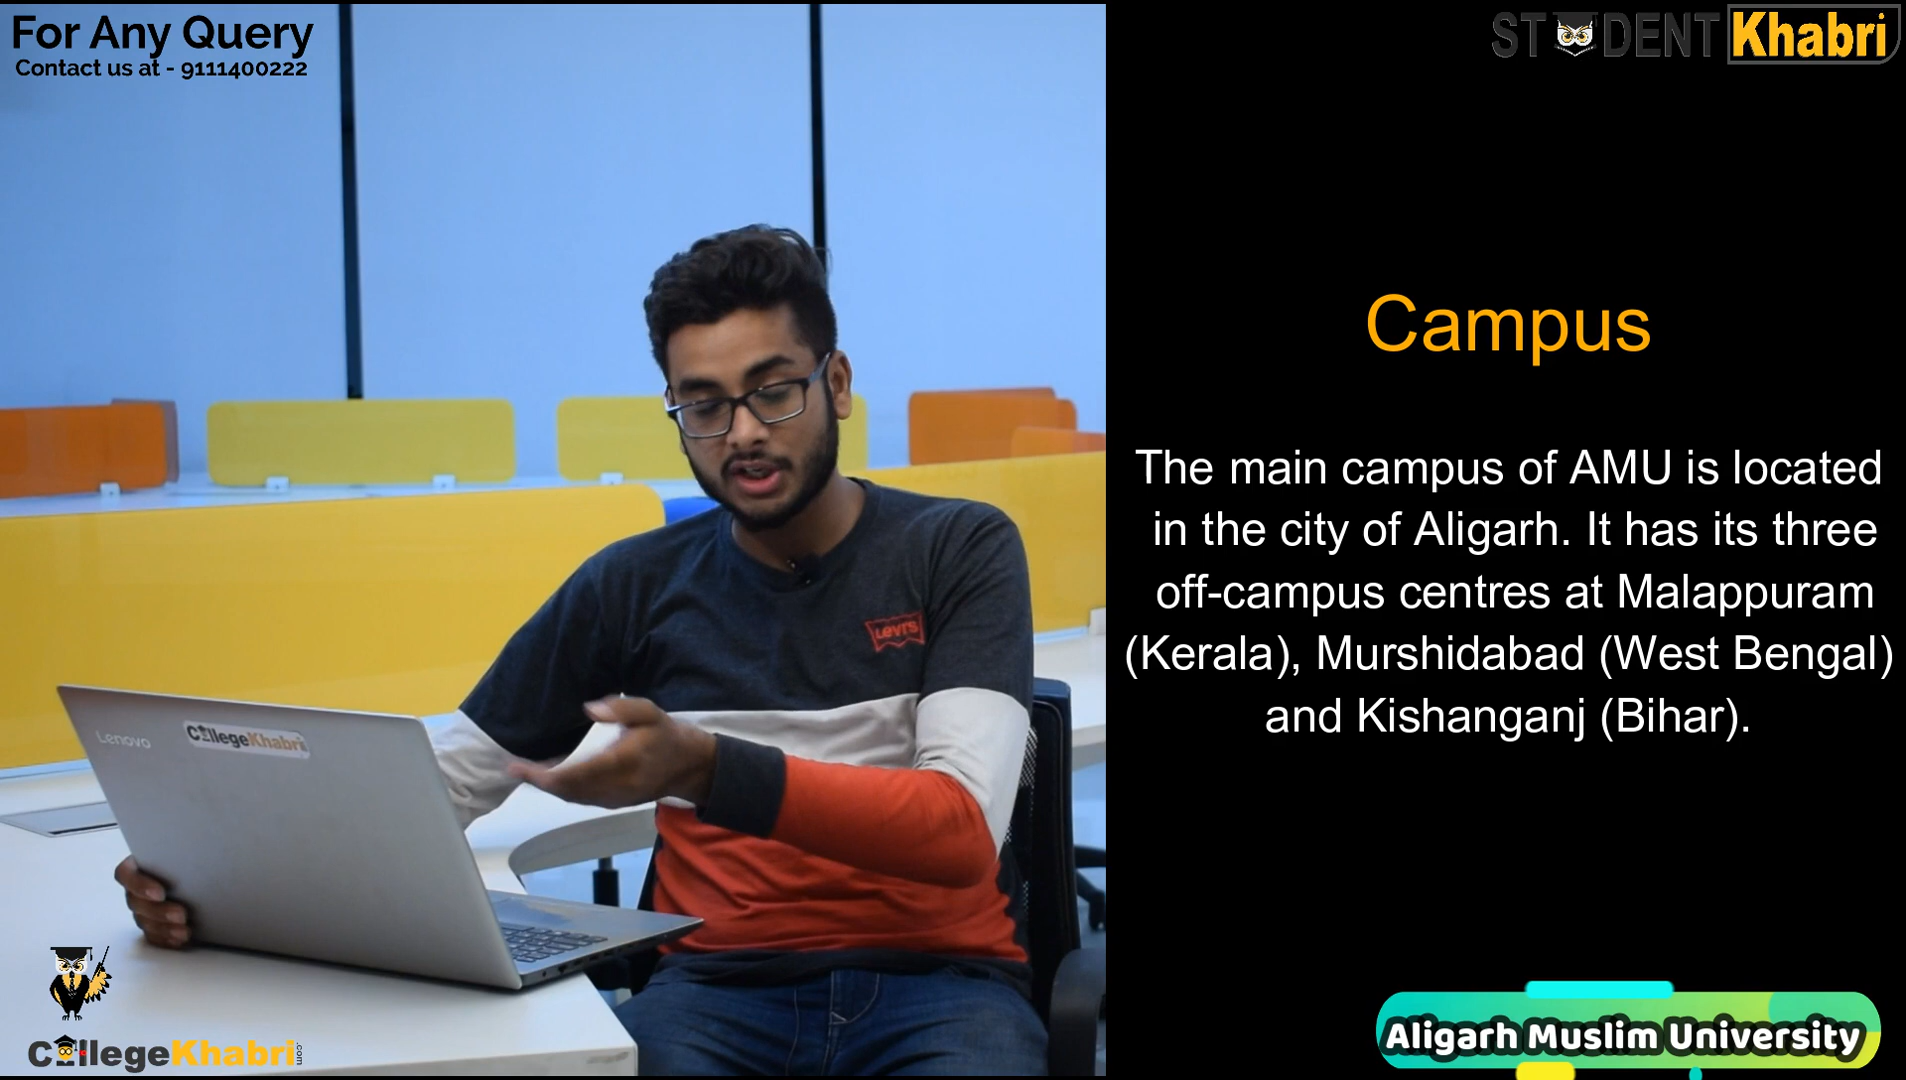 For Any Query
Contact us at - 9111400222
STUDENT Khabri
Campus
The main campus of AMU is located
in the city of Aligarh. It has its three
off-campus centres at Malappuram
(Kerala), Murshidabad (West Bengal)
and Kishanganj (Bihar).
Levi's
Lenovo
CollegeKhabri
CollegeKhabri.com
Aligarh Muslim University